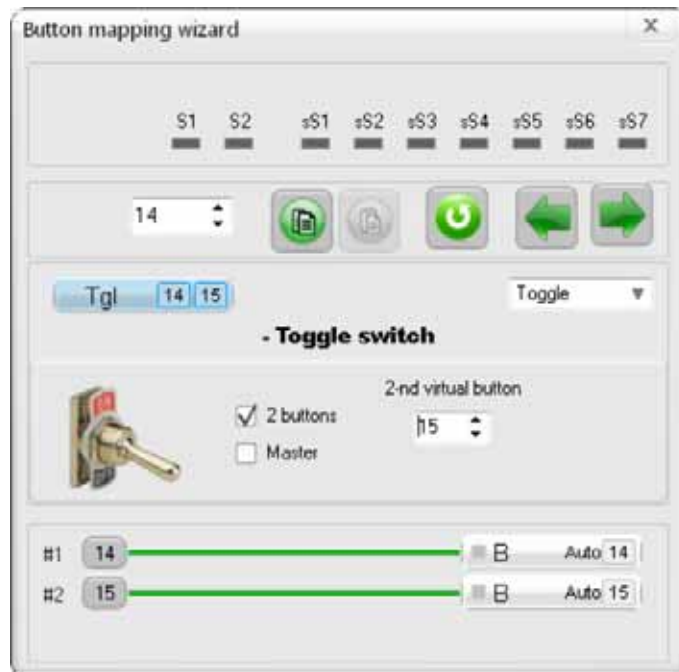 Button mapping wizard X
S1 S2 sS1 sS2 sS3 sS4 sS5 sS6 sS7
14
Tgl 14 15 Toggle
- Toggle switch
2-nd virtual button
2 buttons 15
Master
#1 14 B Auto 14
#2 15 B Auto 15